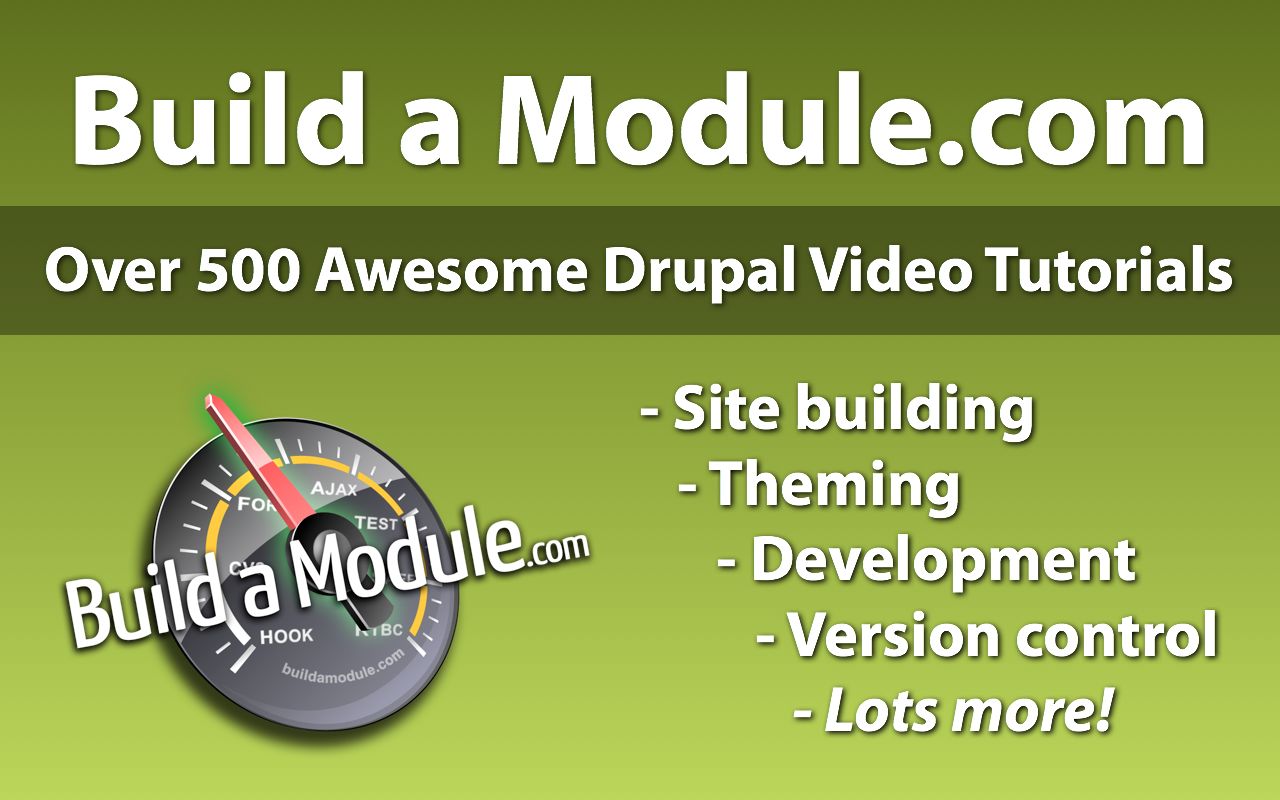 Build a Module.com
Over 500 Awesome Drupal Video Tutorials
- Site building
- Theming
- Development
- Version control
- Lots more!
AJAX
TEST
Build a Module.com
HOOK
buildamodule.com